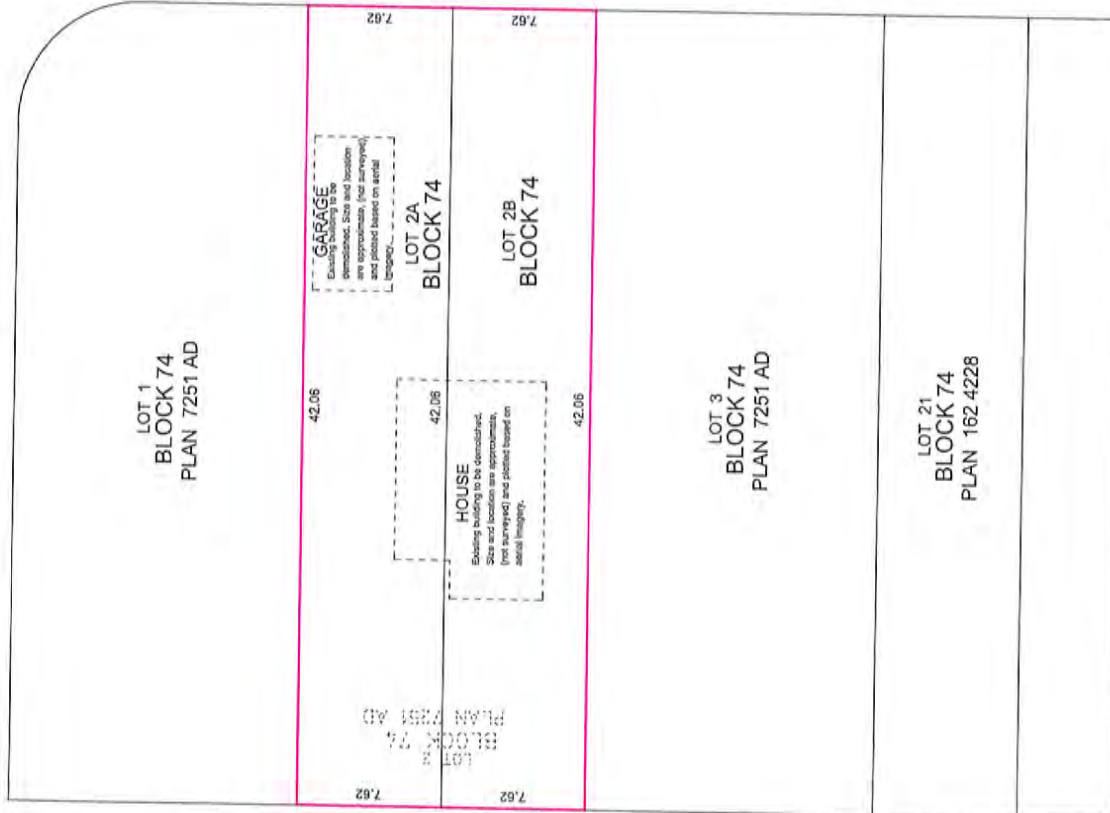 7.62
7.62
LOT 1
BLOCK 74
PLAN 7251 AD
42.06
GARAGE
Existing building to be
demolished. Size and location
are approximate, (not surveyed)
and plotted based on aerial
imagery.
LOT 2A
BLOCK 74
LOT 2B
BLOCK 74
42.06
HOUSE
Existing building to be demolished.
Size and location are approximate,
(not surveyed) and plotted based on
aerial imagery.
42.06
LOT 3
BLOCK 74
PLAN 7251 AD
LOT 21
BLOCK 74
PLAN 162 4228
LOT 2
BLOCK 74
PLAN 7251 AD
7.62
7.62